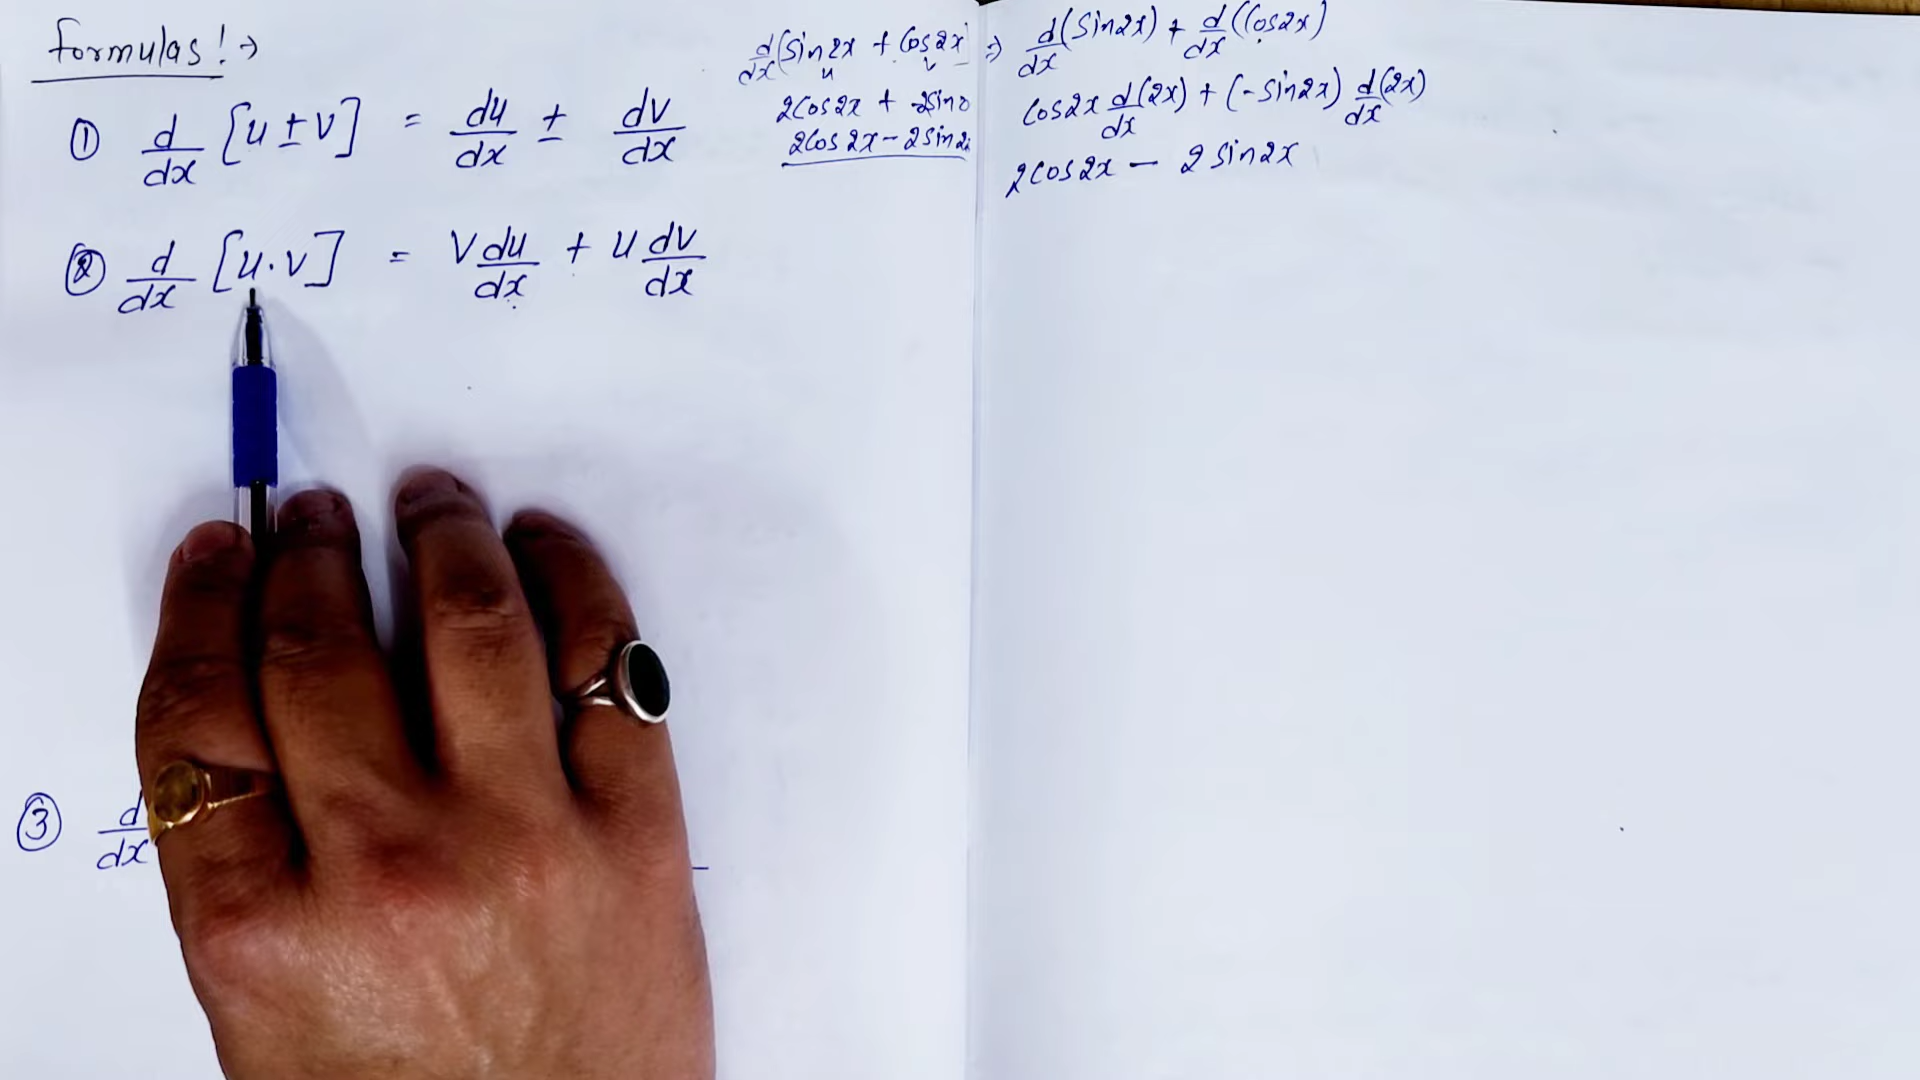 Formulas! →
① d/dx [u ± v] = du/dx ± dv/dx
② d/dx [u . v] = v du/dx + u dv/dx
③ d/dx
d/dx (sin2x + cos2x) ⇒ d/dx (sin2x) + d/dx (cos2x)
u v
2cos2x + -2sin
2cos2x - 2sin2
cos2x d/dx (2x) + (-sin2x) d/dx (2x)
2cos2x - 2 sin2x